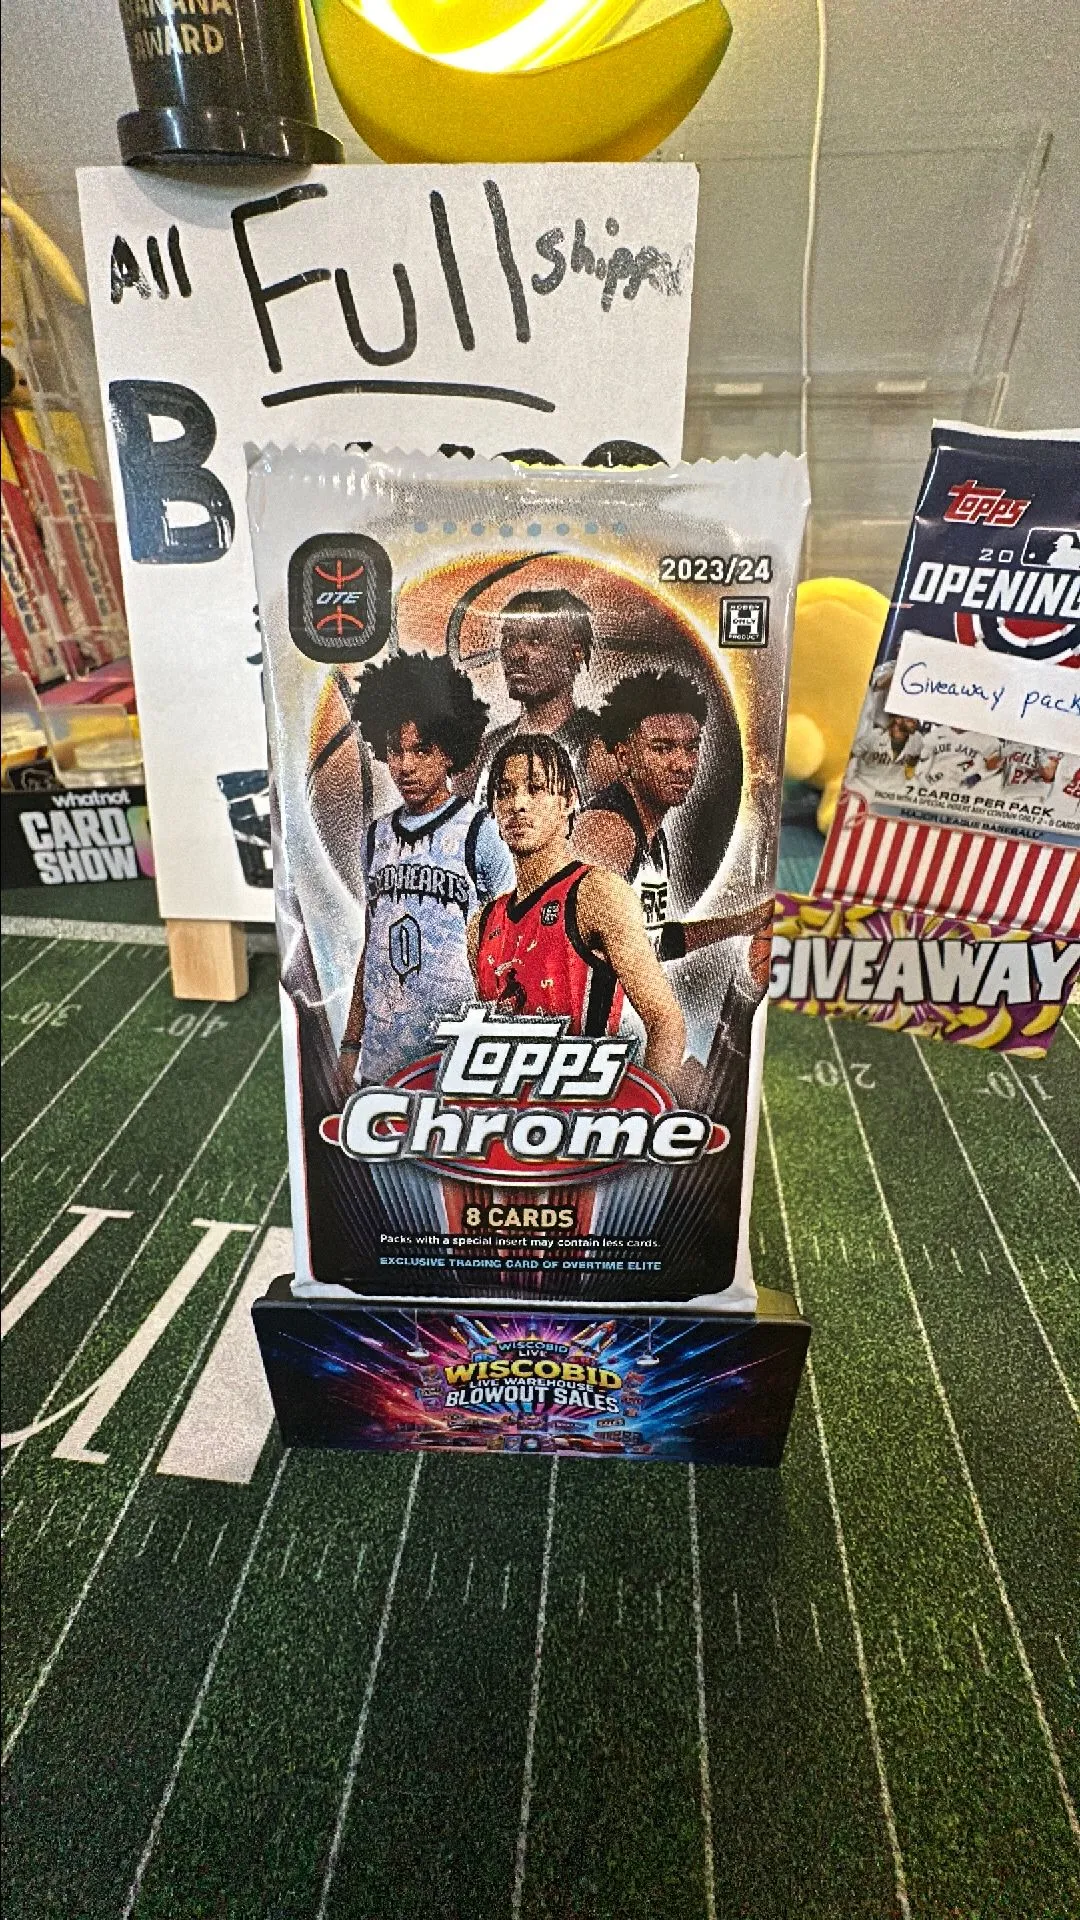 BANANA
AWARD
All Full
B
OTE
2023/24
HOBBY
H
ONLY
PRODUCT
0
Topps
Chrome
8 CARDS
Packs with a special insert may contain less cards.
EXCLUSIVE TRADING CARD OF OVERTIME ELITE
WISCOBID
LIVE
WISCOBID
LIVE WAREHOUSE
BLOWOUT SALES
whatnot
CARD
SHOW
Topps
20
OPENING
Giveaway pack
7 CARDS PER PACK
MAJOR LEAGUE BASEBALL
GIVEAWAY
30
40
20
10